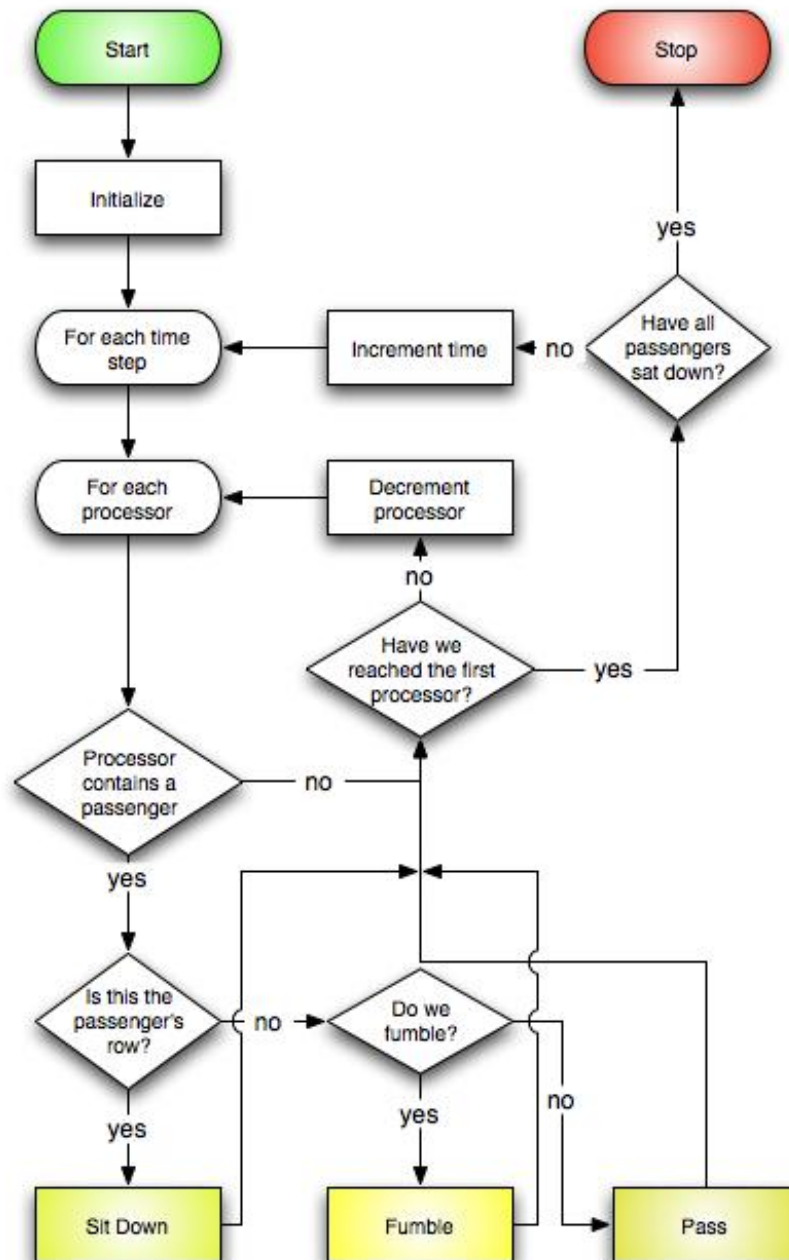 Start
Stop
Initialize
yes
For each time
step
Increment time
no
Have all
passengers
sat down?
For each
processor
Decrement
processor
no
Have we
reached the first
processor?
yes
Processor
contains a
passenger
no
yes
Is this the
passenger's
row?
no
Do we
fumble?
no
yes
yes
Sit Down
Fumble
Pass